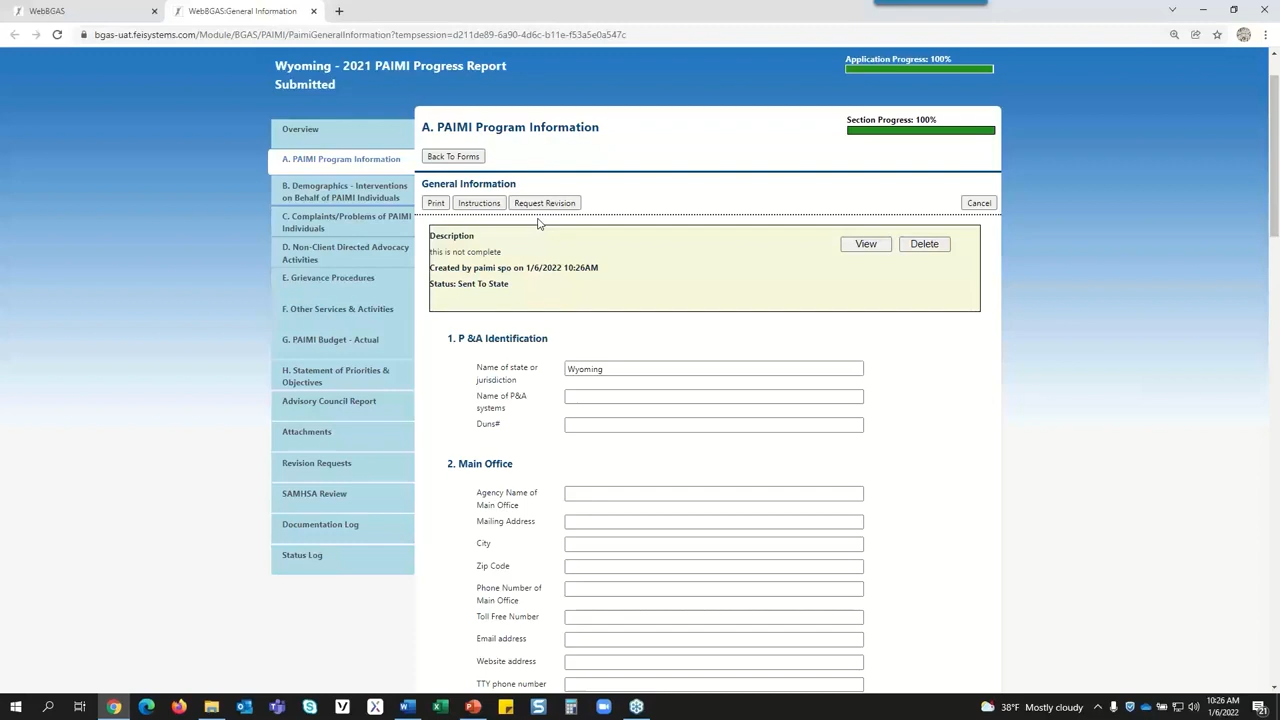 WebBGAS
WebBGAS:General Information
bgas-uat.feisystems.com/Module/BGAS/PAIMI/PaimiGeneralInformation?tempsession=d211de89-6a90-4d6c-b11e-f53a5e0a547c
Wyoming - 2021 PAIMI Progress Report
Submitted
Application Progress: 100%
Overview
A. PAIMI Program Information
B. Demographics - Interventions
on Behalf of PAIMI Individuals
C. Complaints/Problems of PAIMI
Individuals
D. Non-Client Directed Advocacy
Activities
E. Grievance Procedures
F. Other Services & Activities
G. PAIMI Budget - Actual
H. Statement of Priorities &
Objectives
Advisory Council Report
Attachments
Revision Requests
SAMHSA Review
Documentation Log
Status Log
A. PAIMI Program Information
Section Progress: 100%
Back To Forms
General Information
Print Instructions Request Revision Cancel
Description
this is not complete
Created by paimi spo on 1/6/2022 10:26AM
Status: Sent To State
View Delete
1. P &A Identification
Name of state or
jurisdiction
Wyoming
Name of P&A
systems
Duns#
2. Main Office
Agency Name of
Main Office
Mailing Address
City
Zip Code
Phone Number of
Main Office
Toll Free Number
Email address
Website address
TTY phone number
38°F Mostly cloudy
10:26 AM
1/6/2022